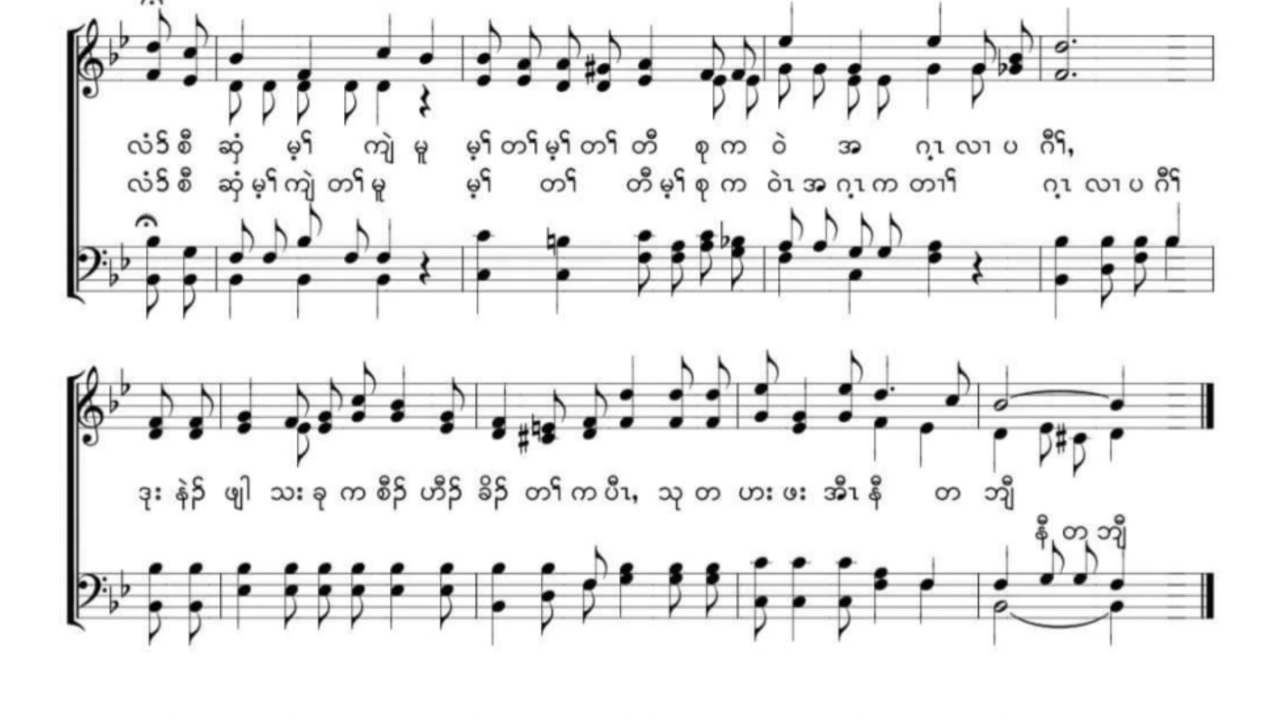 လံာ် စီ ဆှံ မ့ၢ် ကျဲ မူ မ့ၢ် တၢ် မ့ၢ် တၢ် တီ စု က ဝဲ အ ဂ့ၤ လၢ ပ ဂီၢ်,
လံာ် စီ ဆှံ မ့ၢ် ကျဲ တၢ် မူ မ့ၢ် တၢ် တီ မ့ၢ် စု က ဝဲၤ အ ဂ့ၤ က တၢၢ် ဂ့ၤ လၢ ပ ဂီၢ်
ဒုး နဲၣ် ဖျါ သး ခု က စီၣ် ဟီၣ် ခိၣ် တၢ် က ပီၤ, သု တ ဟး ဖး အီၤ နီ တ ဘျီ
နီ တ ဘျီ